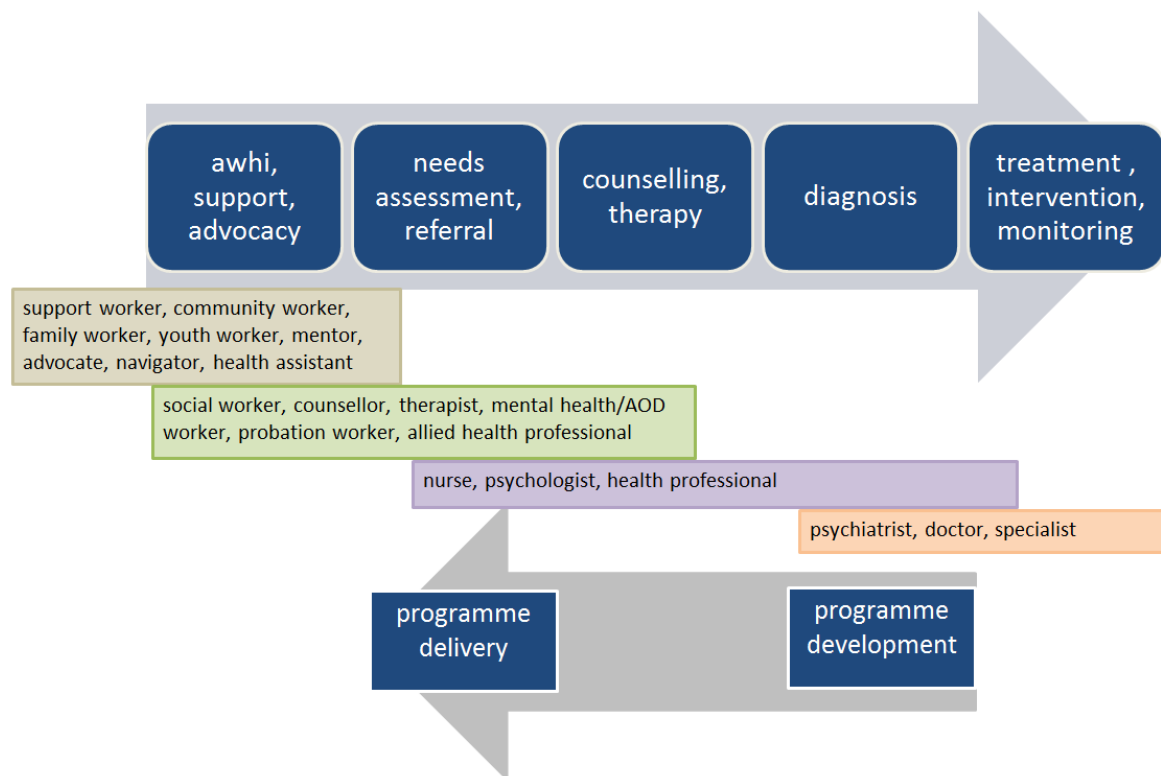 awhi,
support,
advocacy
needs
assessment,
referral
counselling,
therapy
diagnosis
treatment ,
intervention,
monitoring
support worker, community worker,
family worker, youth worker, mentor,
advocate, navigator, health assistant
social worker, counsellor, therapist, mental health/AOD
worker, probation worker, allied health professional
nurse, psychologist, health professional
psychiatrist, doctor, specialist
programme
delivery
programme
development